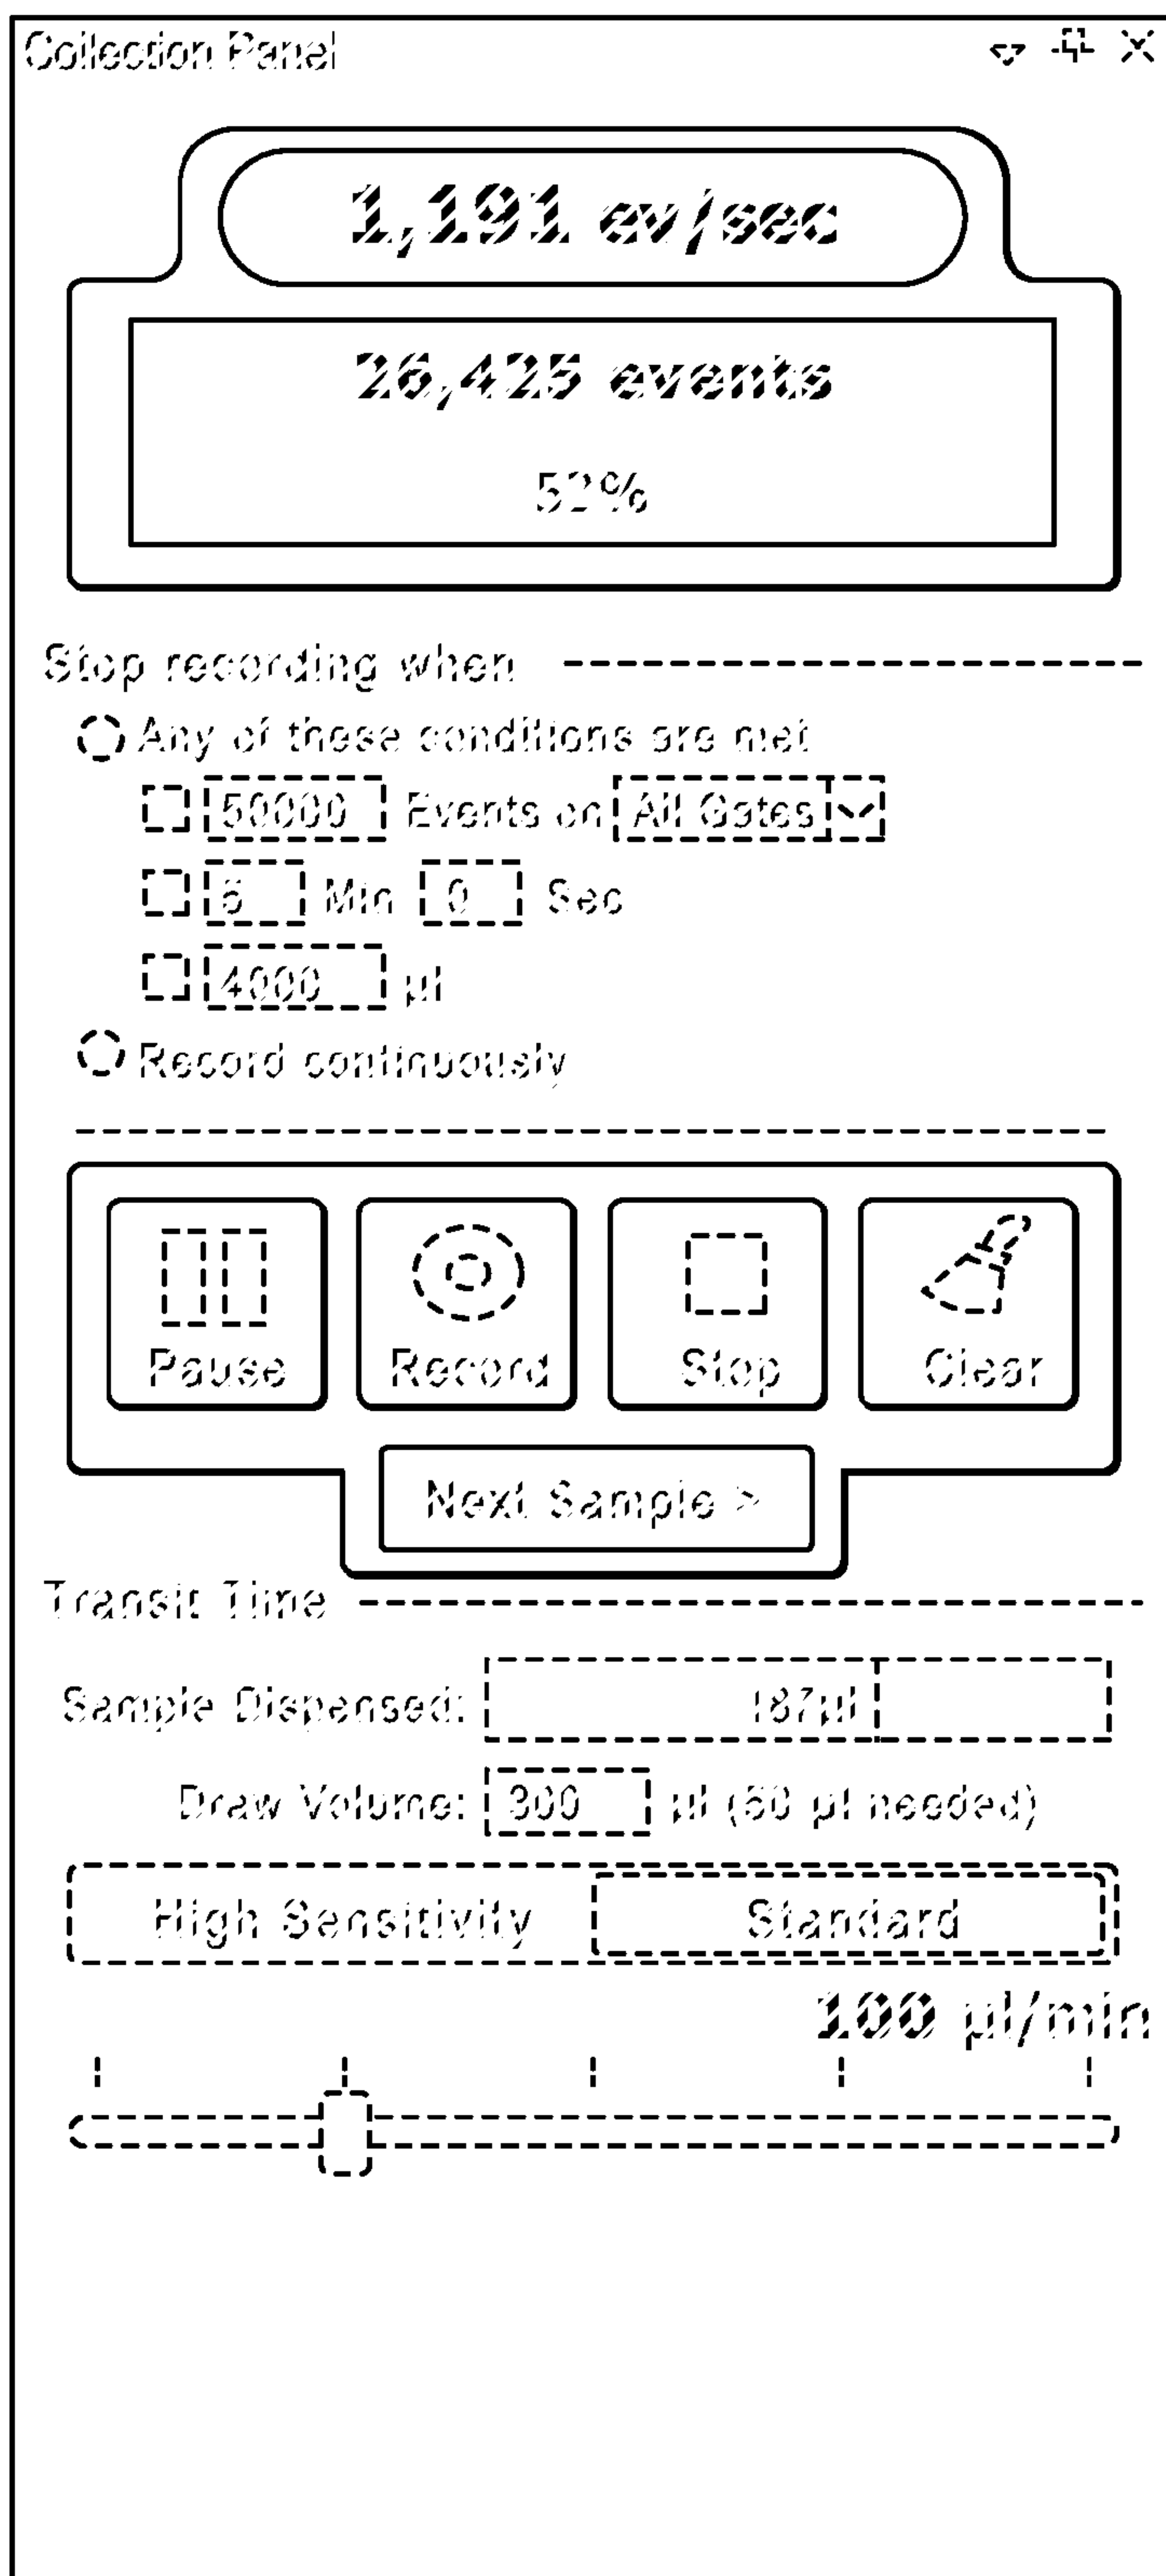 Collection Panel
1,191 ev/sec
26,425 events
52%
Stop recording when
Any of these conditions are met
50000 Events on All Gates
Min 0 Sec
4000 µl
Record continuously
Pause Record Stop Clear
Next Sample >
Transit Time
Sample Dispensed: 187µl
Draw Volume: 300 µl (50 µl needed)
High Sensitivity Standard
100 µl/min